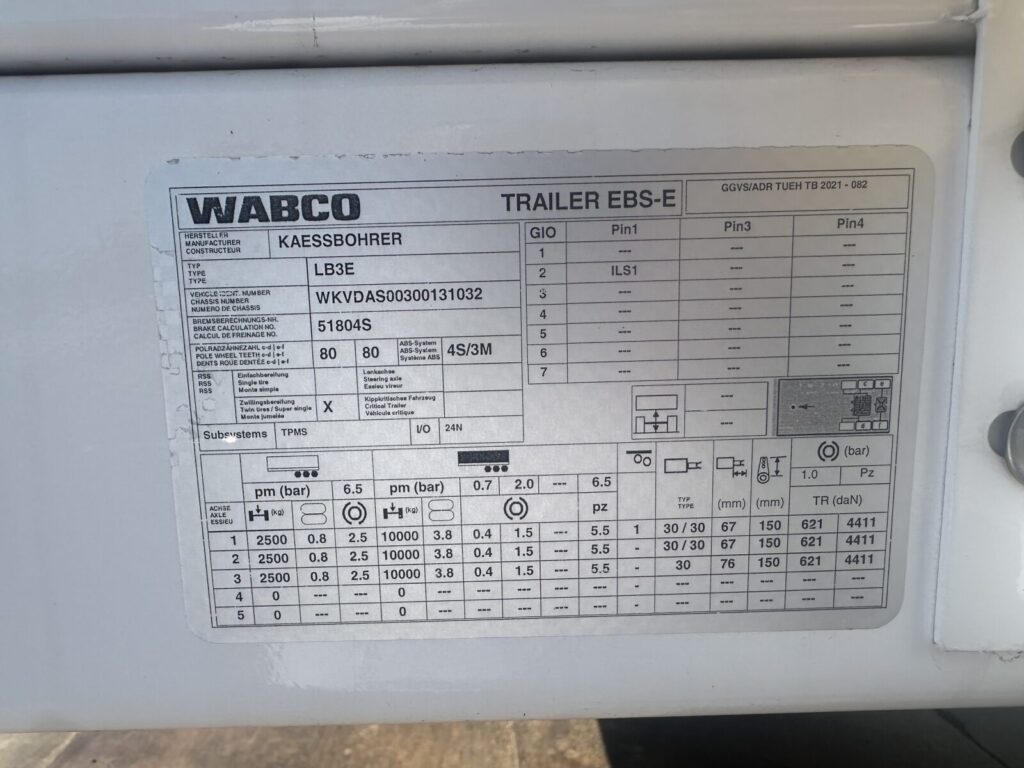 WABCO TRAILER EBS-E GGVS/ADR TUEH TB 2021 - 082
HERSTELLER
MANUFACTURER
CONSTRUCTEUR
KAESSBOHRER
TYP
TYPE
TYPE
LB3E
VEHICLE IDENT. NUMBER
CHASSIS NUMBER
NUMERO DE CHASSIS
WKVDAS00300131032
BREMSBERECHNUNGS-NR.
BRAKE CALCULATION NO.
CALCUL DE FREINAGE NO.
51804S
POLRADZÄHNEZAHL c-d | e-f
POLE WHEEL TEETH c-d | e-f
DENTS ROUE DENTÉE c-d | e-f
80 80
ABS-System
ABS-System
Système ABS
4S/3M
RSS
RSS
RSS
Einfachbereifung
Single tire
Monte simple
Lenkachse
Steering axle
Essieu vireur
Zwillingsbereifung
Twin tires / Super single
Monte jumelée
X
Kippkritisches Fahrzeug
Critical Trailer
Véhicule critique
Subsystems TPMS I/O 24N
GIO Pin1 Pin3 Pin4
1 --- --- ---
2 ILS1 --- ---
3 --- --- ---
4 --- --- ---
5 --- --- ---
6 --- --- ---
7 --- --- ---
---
---
(bar)
1.0 Pz
pm (bar) 6.5 pm (bar) 0.7 2.0 --- 6.5
TYP
TYPE
(mm) (mm) TR (daN)
ACHSE
AXLE
ESSIEU
(kg) (kg) pz
1 2500 0.8 2.5 10000 3.8 0.4 1.5 --- 5.5 1 30 / 30 67 150 621 4411
2 2500 0.8 2.5 10000 3.8 0.4 1.5 --- 5.5 - 30 / 30 67 150 621 4411
3 2500 0.8 2.5 10000 3.8 0.4 1.5 --- 5.5 - 30 76 150 621 4411
4 0 --- --- 0 --- --- --- --- --- - --- --- --- --- ---
5 0 --- --- 0 --- --- --- --- --- - --- --- --- --- ---